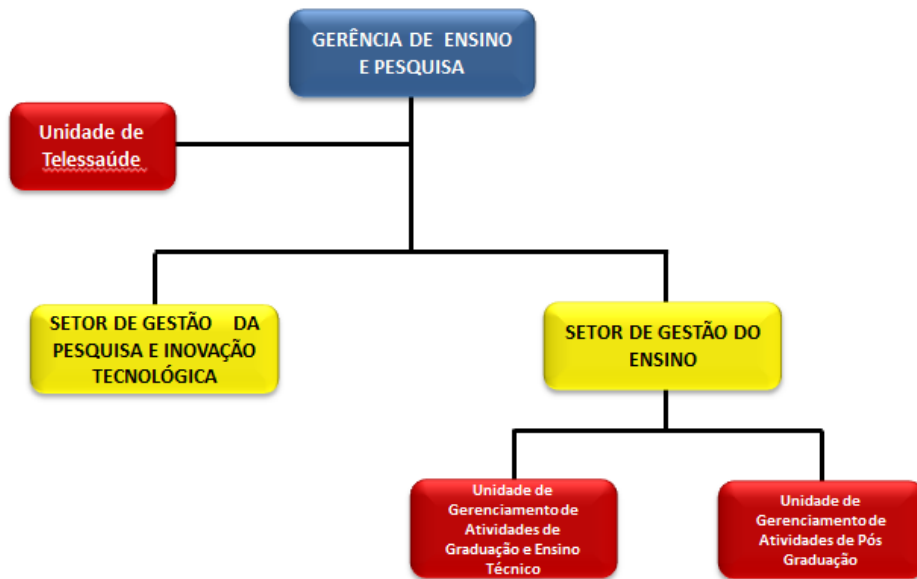 GERÊNCIA DE ENSINO
E PESQUISA
Unidade de
Telessaúde
SETOR DE GESTÃO DA
PESQUISA E INOVAÇÃO
TECNOLÓGICA
SETOR DE GESTÃO DO
ENSINO
Unidade de
Gerenciamento de
Atividades de
Graduação e Ensino
Técnico
Unidade de
Gerenciamento de
Atividades de Pós
Graduação